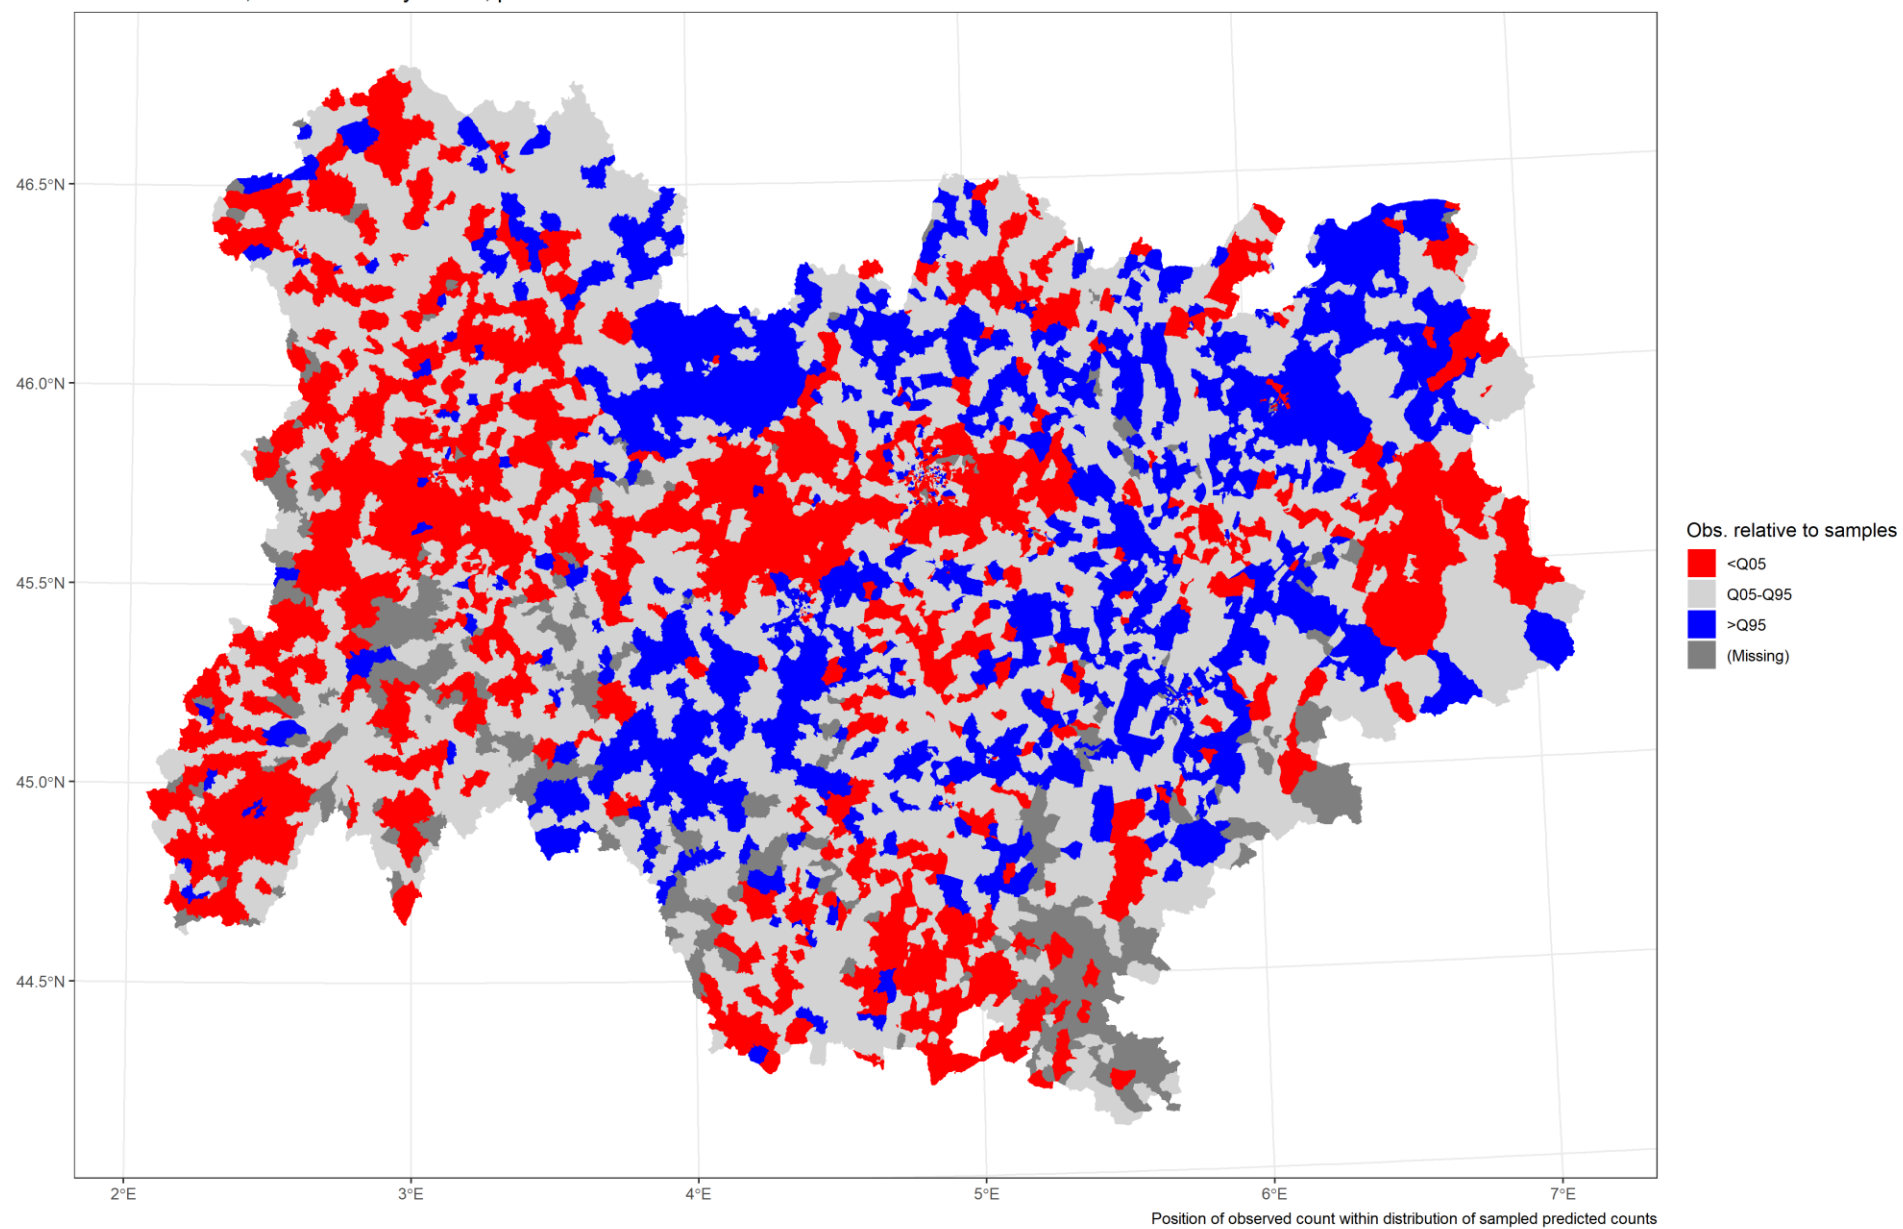 46.5°N
46.0°N
45.5°N
45.0°N
44.5°N
2°E
3°E
4°E
5°E
6°E
7°E
Obs. relative to samples
<Q05
Q05-Q95
>Q95
(Missing)
Position of observed count within distribution of sampled predicted counts